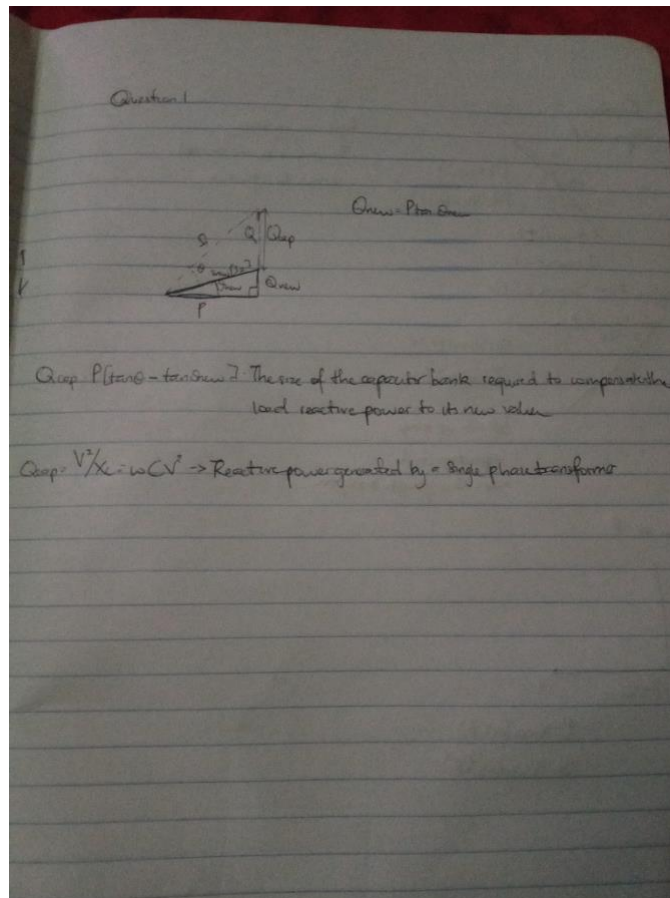 Question 1
Qnew = P tan θnew
S
Q
Qcap
θ
θnew
Qnew
P
Qcap = P[tanθ - tanθnew]. The size of the capacitor bank required to compensate the
load reactive power to its new value
Qcap = V²/Xc = ωCV² → Reactive power generated by a single phase transformer